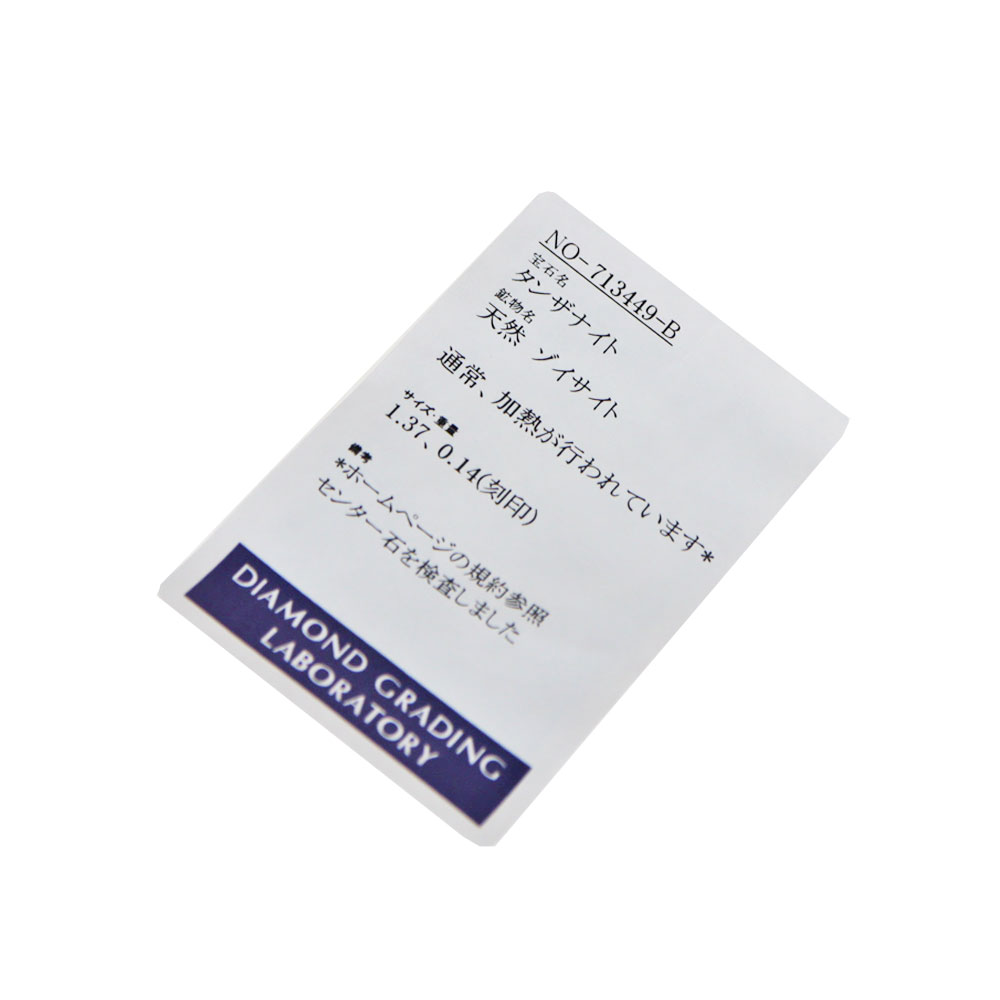 NO-713449-B
宝石名
タンザナイト
鉱物名
天然 ゾイサイト
通常、加熱が行われています*
サイズ・重量
1.37、0.14(刻印)
備考
*ホームページの規約参照
センター石を検査しました
DIAMOND GRADING
LABORATORY